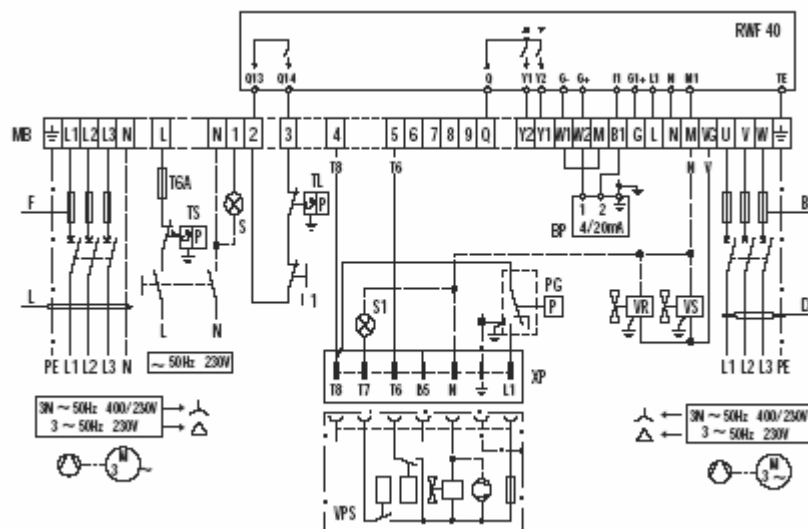 RWF 40
Q13 Q14 Q Y1 Y2 G- G+ I1 G1+ L1 N M1 TE
MB L1 L2 L3 N L N 1 2 3 4 5 6 7 8 9 Q Y2 Y1 W1 W2 M B1 G L N M VG U V W
T8 T6 N V
T6A
TL
F
TS
P
P
S
1 2
4/20mA
BP
B
PG
P
S1
VR
VS
L
1
D
L N
PE L1 L2 L3 N
~ 50Hz 230V
L1 L2 L3 PE
T8 T7 T6 B5 N L1
XP
3N ~ 50Hz 400/230V
3 ~ 50Hz 230V
3N ~ 50Hz 400/230V
3 ~ 50Hz 230V
M
3 ~
M
3 ~
VPS